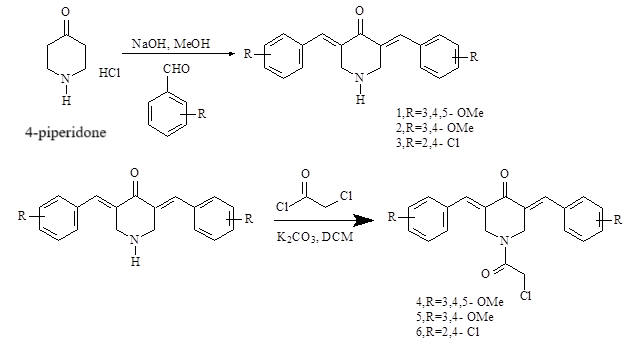 O
NaOH, MeOH
N
H
HCl
CHO
R
4-piperidone
O
R
R
N
H
1,R=3,4,5- OMe
2,R=3,4- OMe
3,R=2,4- Cl
O
R
R
N
H
O
Cl
Cl
K₂CO₃, DCM
O
R
R
N
O
Cl
4,R=3,4,5- OMe
5,R=3,4- OMe
6,R=2,4- Cl